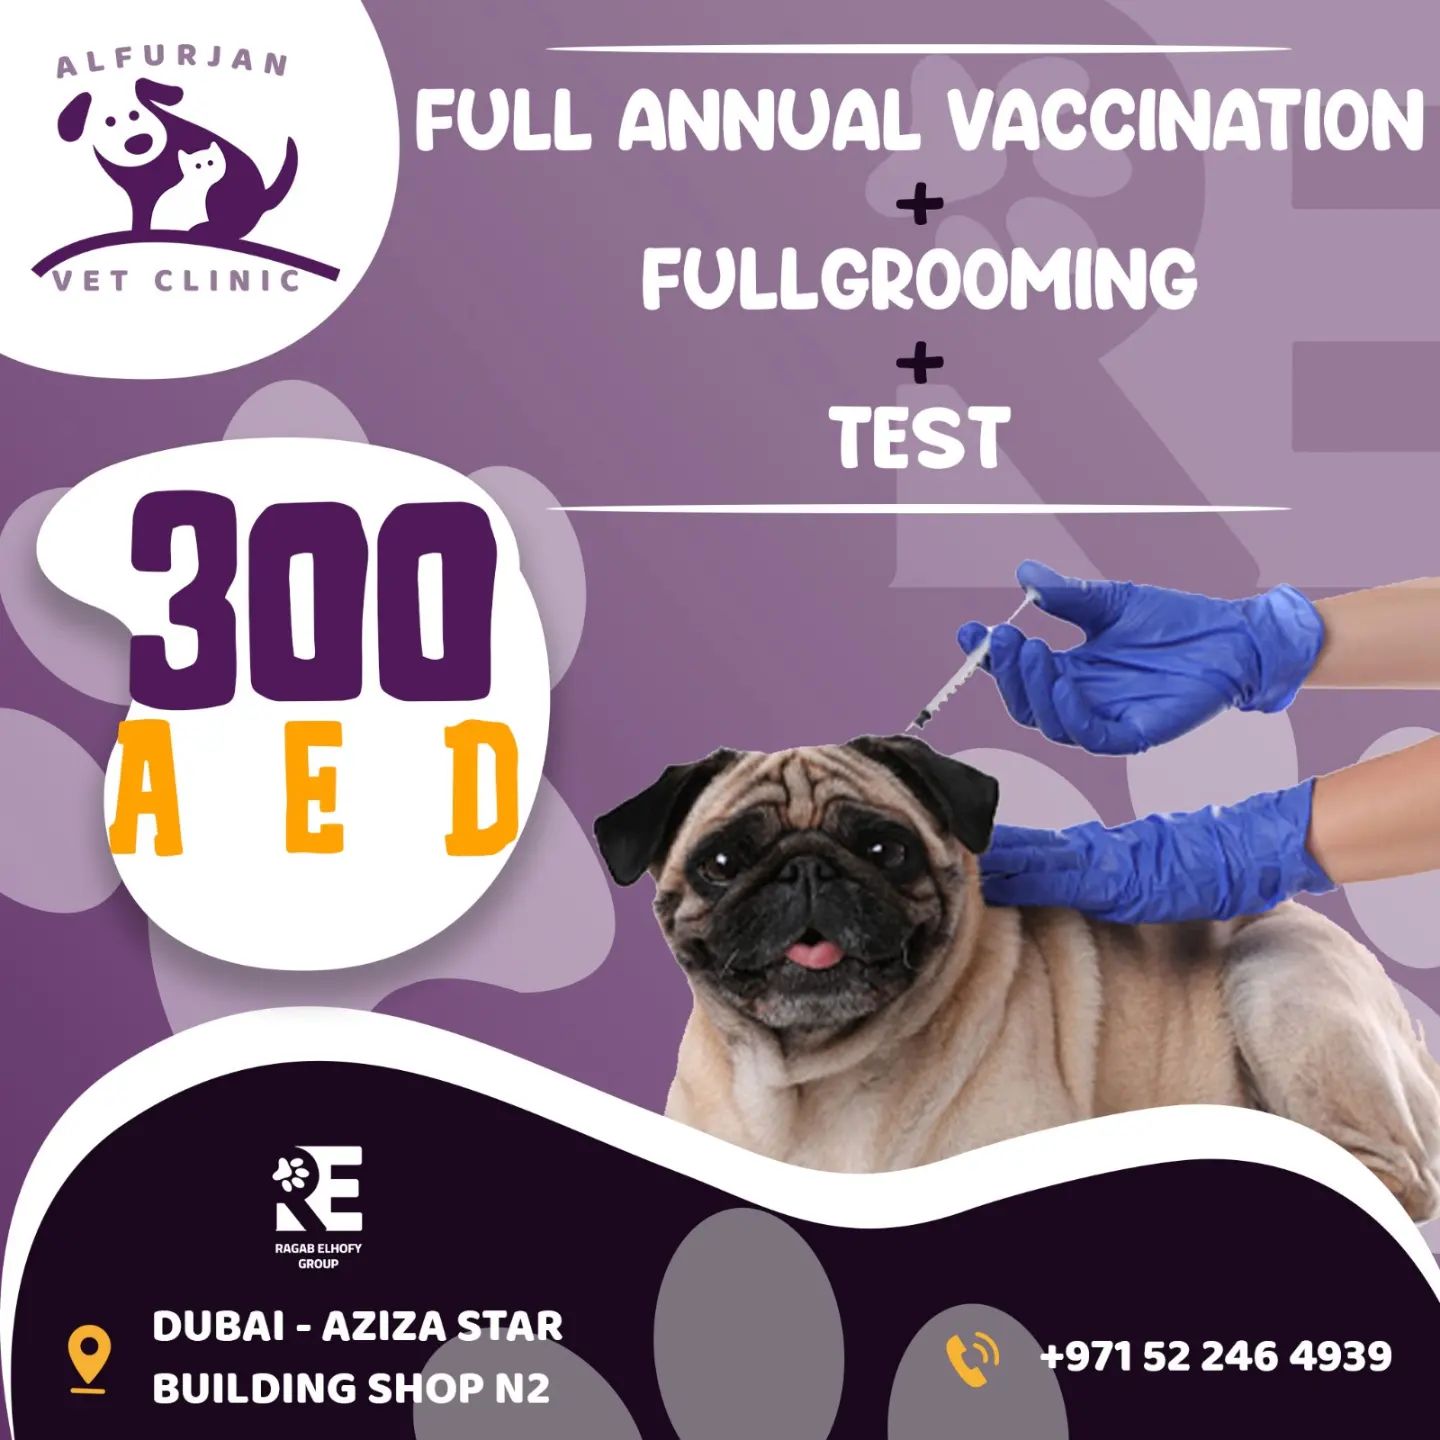 ALFURJAN
VET CLINIC
FULL ANNUAL VACCINATION
+
FULLGROOMING
+
TEST
300
AED
RE
RAGAB ELHOFY
GROUP
DUBAI - AZIZA STAR
BUILDING SHOP N2
+971 52 246 4939